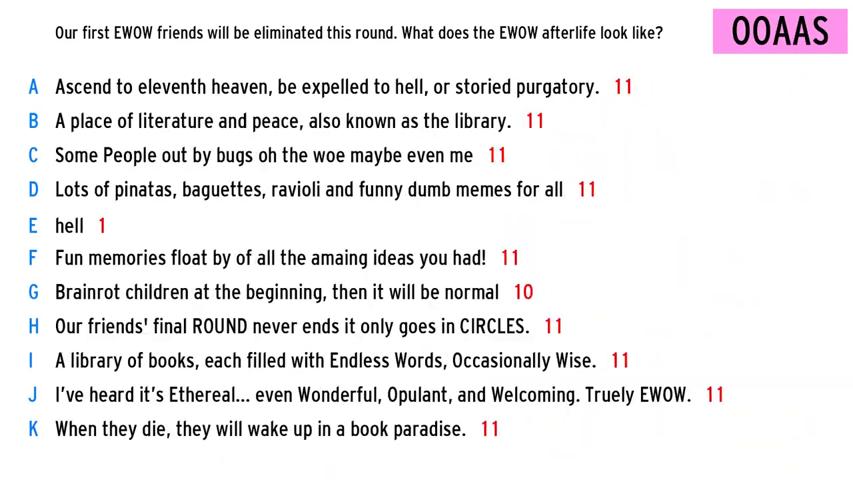 Our first EWOW friends will be eliminated this round. What does the EWOW afterlife look like?
OOAAS
A Ascend to eleventh heaven, be expelled to hell, or storied purgatory. 11
B A place of literature and peace, also known as the library. 11
C Some People out by bugs oh the woe maybe even me 11
D Lots of pinatas, baguettes, ravioli and funny dumb memes for all 11
E hell 1
F Fun memories float by of all the amaing ideas you had! 11
G Brainrot children at the beginning, then it will be normal 10
H Our friends' final ROUND never ends it only goes in CIRCLES. 11
I A library of books, each filled with Endless Words, Occasionally Wise. 11
J I've heard it's Ethereal... even Wonderful, Opulant, and Welcoming. Truely EWOW. 11
K When they die, they will wake up in a book paradise. 11